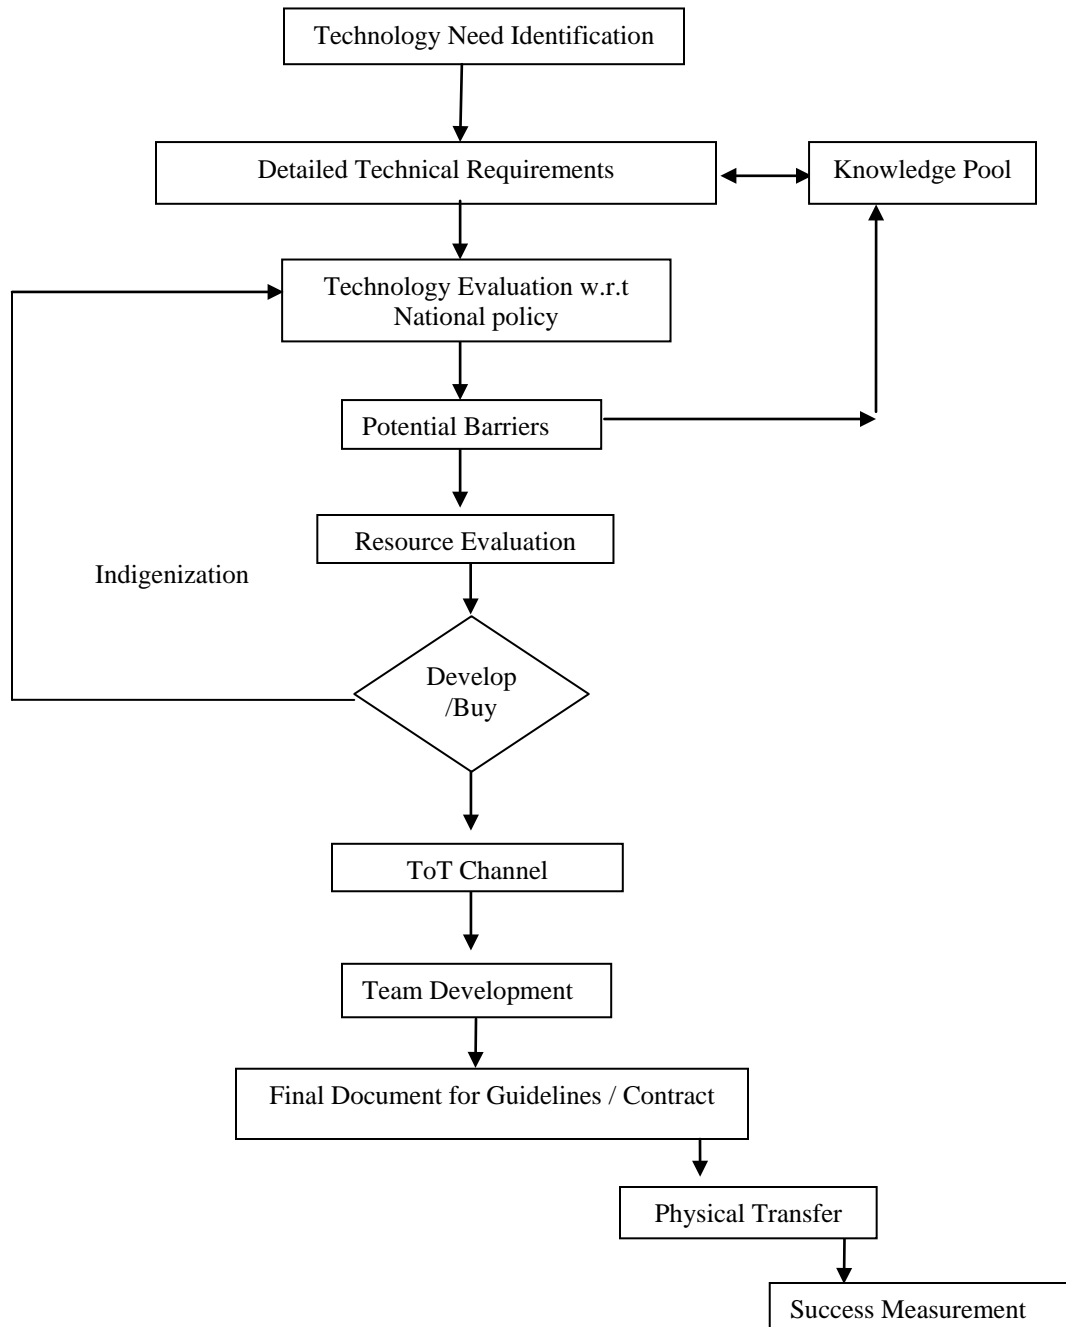 Technology Need Identification
Detailed Technical Requirements
Knowledge Pool
Technology Evaluation w.r.t
National policy
Potential Barriers
Resource Evaluation
Indigenization
Develop
/Buy
ToT Channel
Team Development
Final Document for Guidelines / Contract
Physical Transfer
Success Measurement